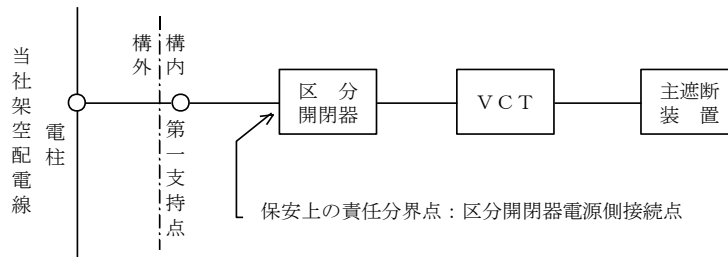 当社架空配電線
電柱
構外
構内
第一支持点
区　分
開閉器
ＶＣＴ
主遮断
装　置
保安上の責任分界点：区分開閉器電源側接続点